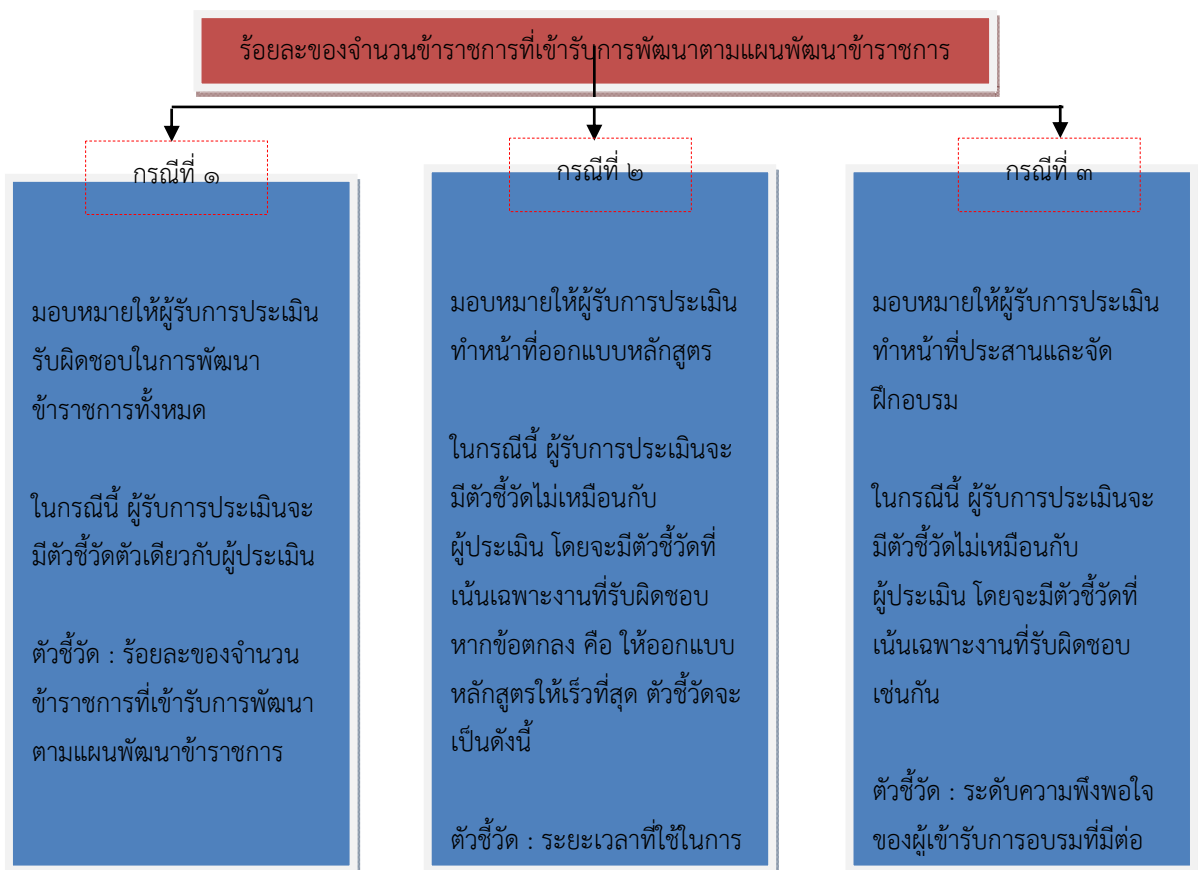 ร้อยละของจำนวนข้าราชการที่เข้ารับการพัฒนาตามแผนพัฒนาข้าราชการ
กรณีที่ ๑
มอบหมายให้ผู้รับการประเมิน
รับผิดชอบในการพัฒนา
ข้าราชการทั้งหมด
ในกรณีนี้ ผู้รับการประเมินจะ
มีตัวชี้วัดตัวเดียวกับผู้ประเมิน
ตัวชี้วัด : ร้อยละของจำนวน
ข้าราชการที่เข้ารับการพัฒนา
ตามแผนพัฒนาข้าราชการ
กรณีที่ ๒
มอบหมายให้ผู้รับการประเมิน
ทำหน้าที่ออกแบบหลักสูตร
ในกรณีนี้ ผู้รับการประเมินจะ
มีตัวชี้วัดไม่เหมือนกับ
ผู้ประเมิน โดยจะมีตัวชี้วัดที่
เน้นเฉพาะงานที่รับผิดชอบ
หากข้อตกลง คือ ให้ออกแบบ
หลักสูตรให้เร็วที่สุด ตัวชี้วัดจะ
เป็นดังนี้
ตัวชี้วัด : ระยะเวลาที่ใช้ในการ
กรณีที่ ๓
มอบหมายให้ผู้รับการประเมิน
ทำหน้าที่ประสานและจัด
ฝึกอบรม
ในกรณีนี้ ผู้รับการประเมินจะ
มีตัวชี้วัดไม่เหมือนกับ
ผู้ประเมิน โดยจะมีตัวชี้วัดที่
เน้นเฉพาะงานที่รับผิดชอบ
เช่นกัน
ตัวชี้วัด : ระดับความพึงพอใจ
ของผู้เข้ารับการอบรมที่มีต่อ